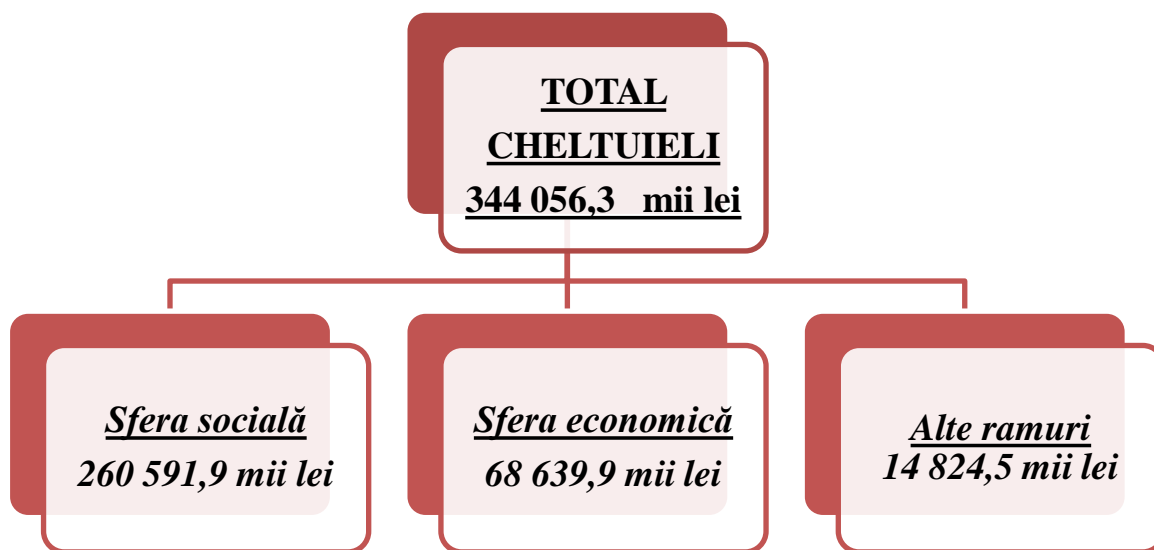 TOTAL
CHELTUIELI
344 056,3 mii lei
Sfera socială
260 591,9 mii lei
Sfera economică
68 639,9 mii lei
Alte ramuri
14 824,5 mii lei